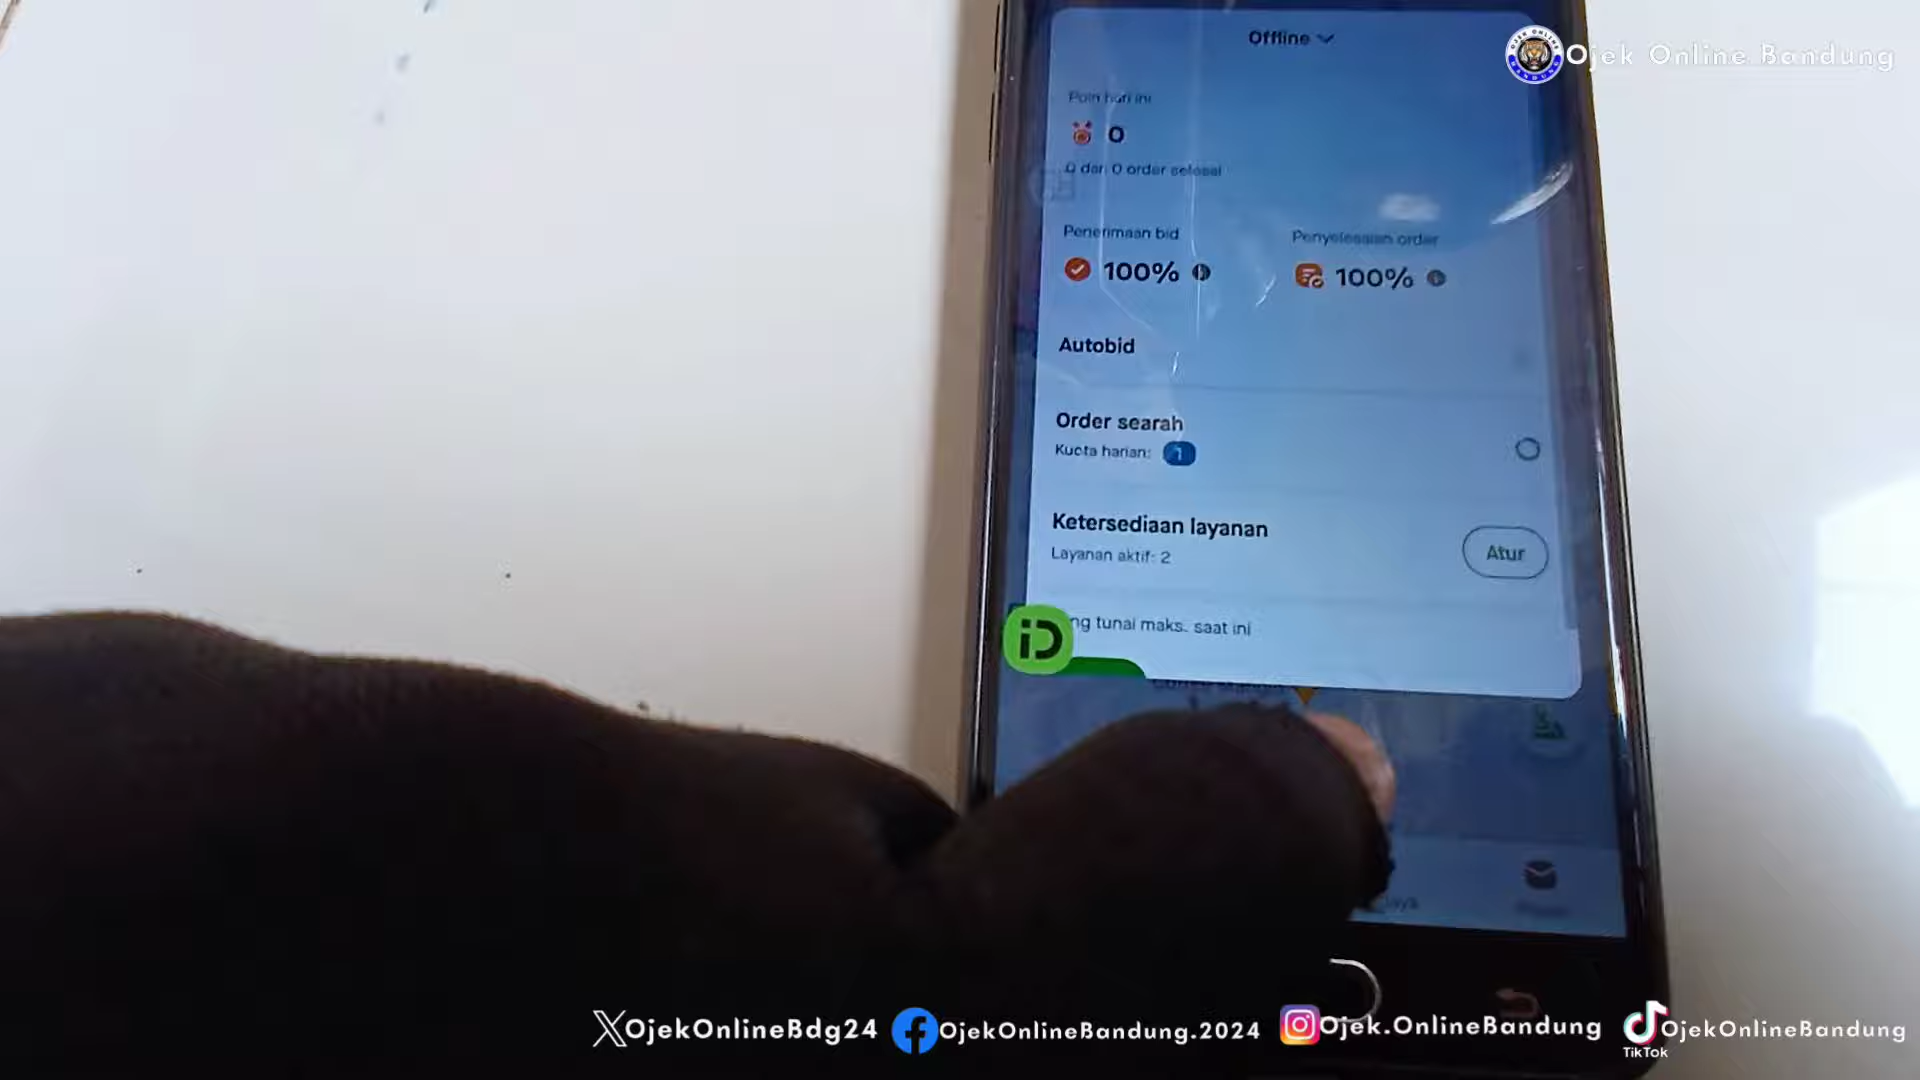 Offline
Ojek Online Bandung
Poin hari ini
0
0 dari 0 order selesai
Penerimaan bid
Penyelesaian order
100%
100%
Autobid
Order searah
Kuota harian: 1
Ketersediaan layanan
Layanan aktif: 2
Atur
iD
ng tunai maks. saat ini
OjekOnlineBdg24
OjekOnlineBandung.2024
Ojek.OnlineBandung
OjekOnlineBandung
TikTok